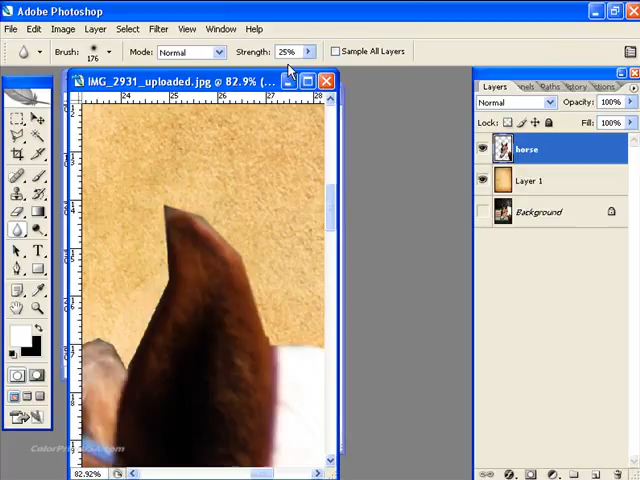 Adobe Photoshop
File Edit Image Layer Select Filter View Window Help
Brush: 176 Mode: Normal Strength: 25% Sample All Layers
IMG_2931_uploaded.jpg @ 82.9% (...
24 25 26 27 28
Layers Paths
Normal Opacity: 100%
Lock: Fill: 100%
horse
Layer 1
Background
82.92%